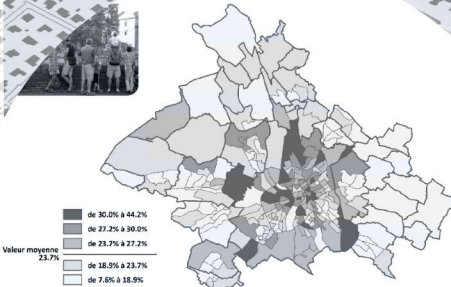 de 30.0% à 44.2%
de 27.2% à 30.0%
de 23.7% à 27.2%
Valeur moyenne
23.7%
de 18.9% à 23.7%
de 7.6% à 18.9%